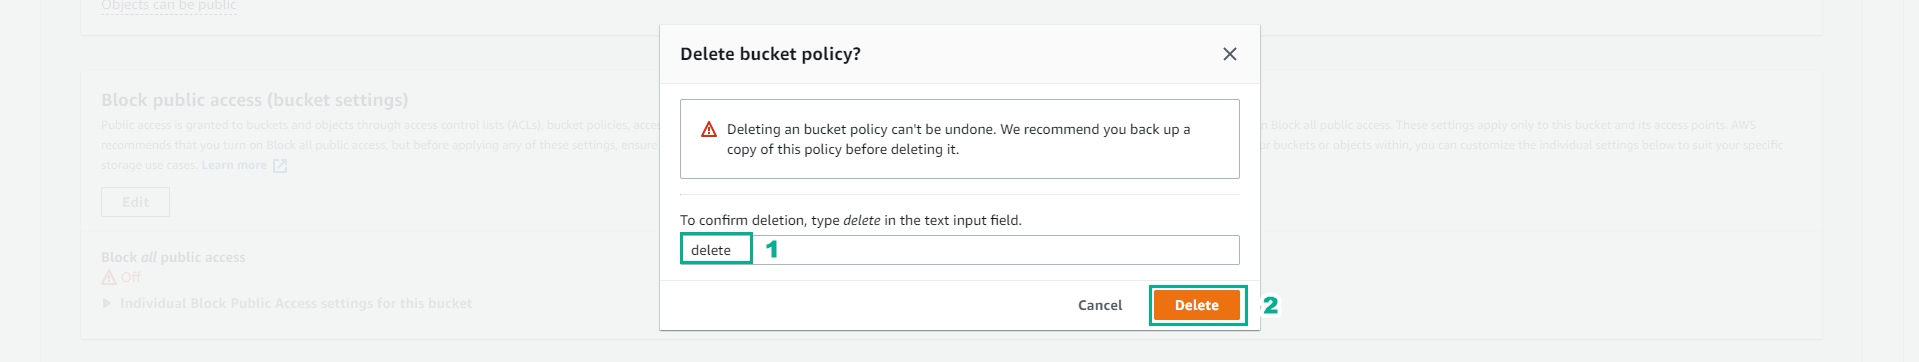 Objects can be public
Delete bucket policy?
Block public access (bucket settings)
Public access is granted to buckets and objects through access control lists (ACLs), bucket policies, acce
Block all public access. These settings apply only to this bucket and its access points. AWS
Deleting an bucket policy can't be undone. We recommend you back up a
copy of this policy before deleting it.
recommends that you turn on Block all public access, but before applying any of these settings, ensure
ur buckets or objects within, you can customize the individual settings below to suit your specific
storage use cases. Learn more
Edit
To confirm deletion, type delete in the text input field.
delete 1
Block all public access
Off
Individual Block Public Access settings for this bucket
Cancel Delete 2